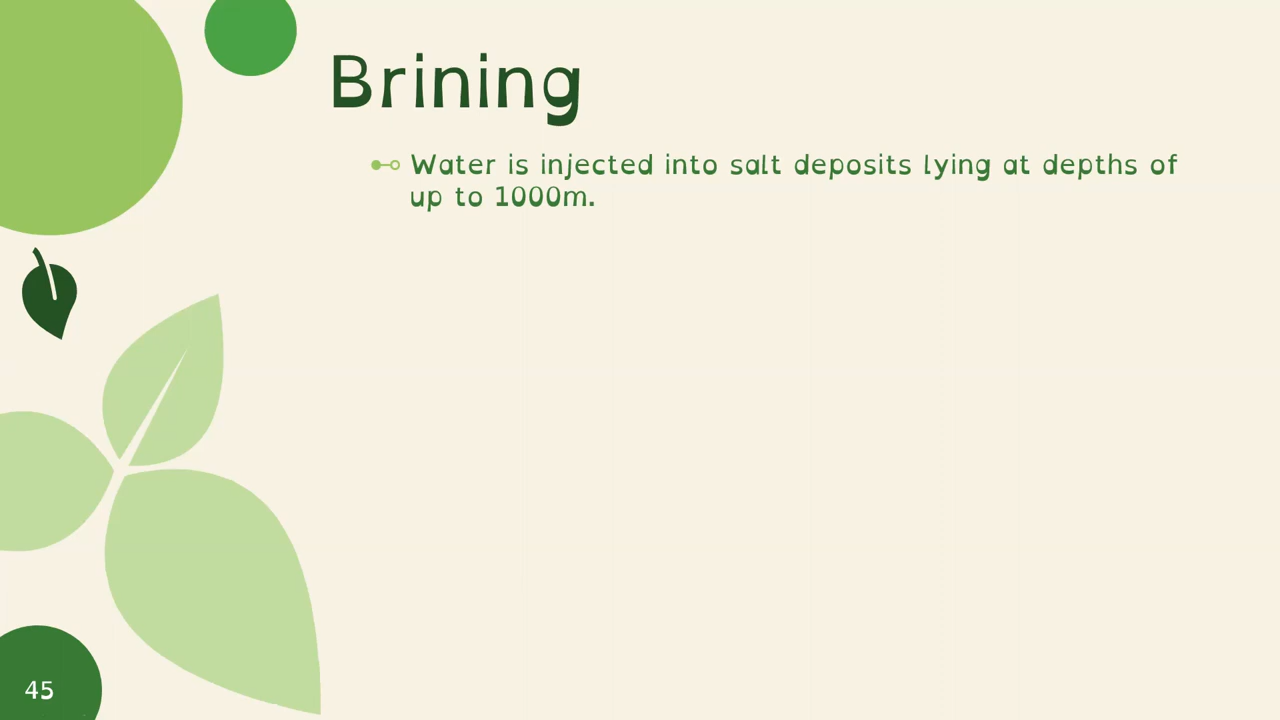 Brining
Water is injected into salt deposits lying at depths of
up to 1000m.
45